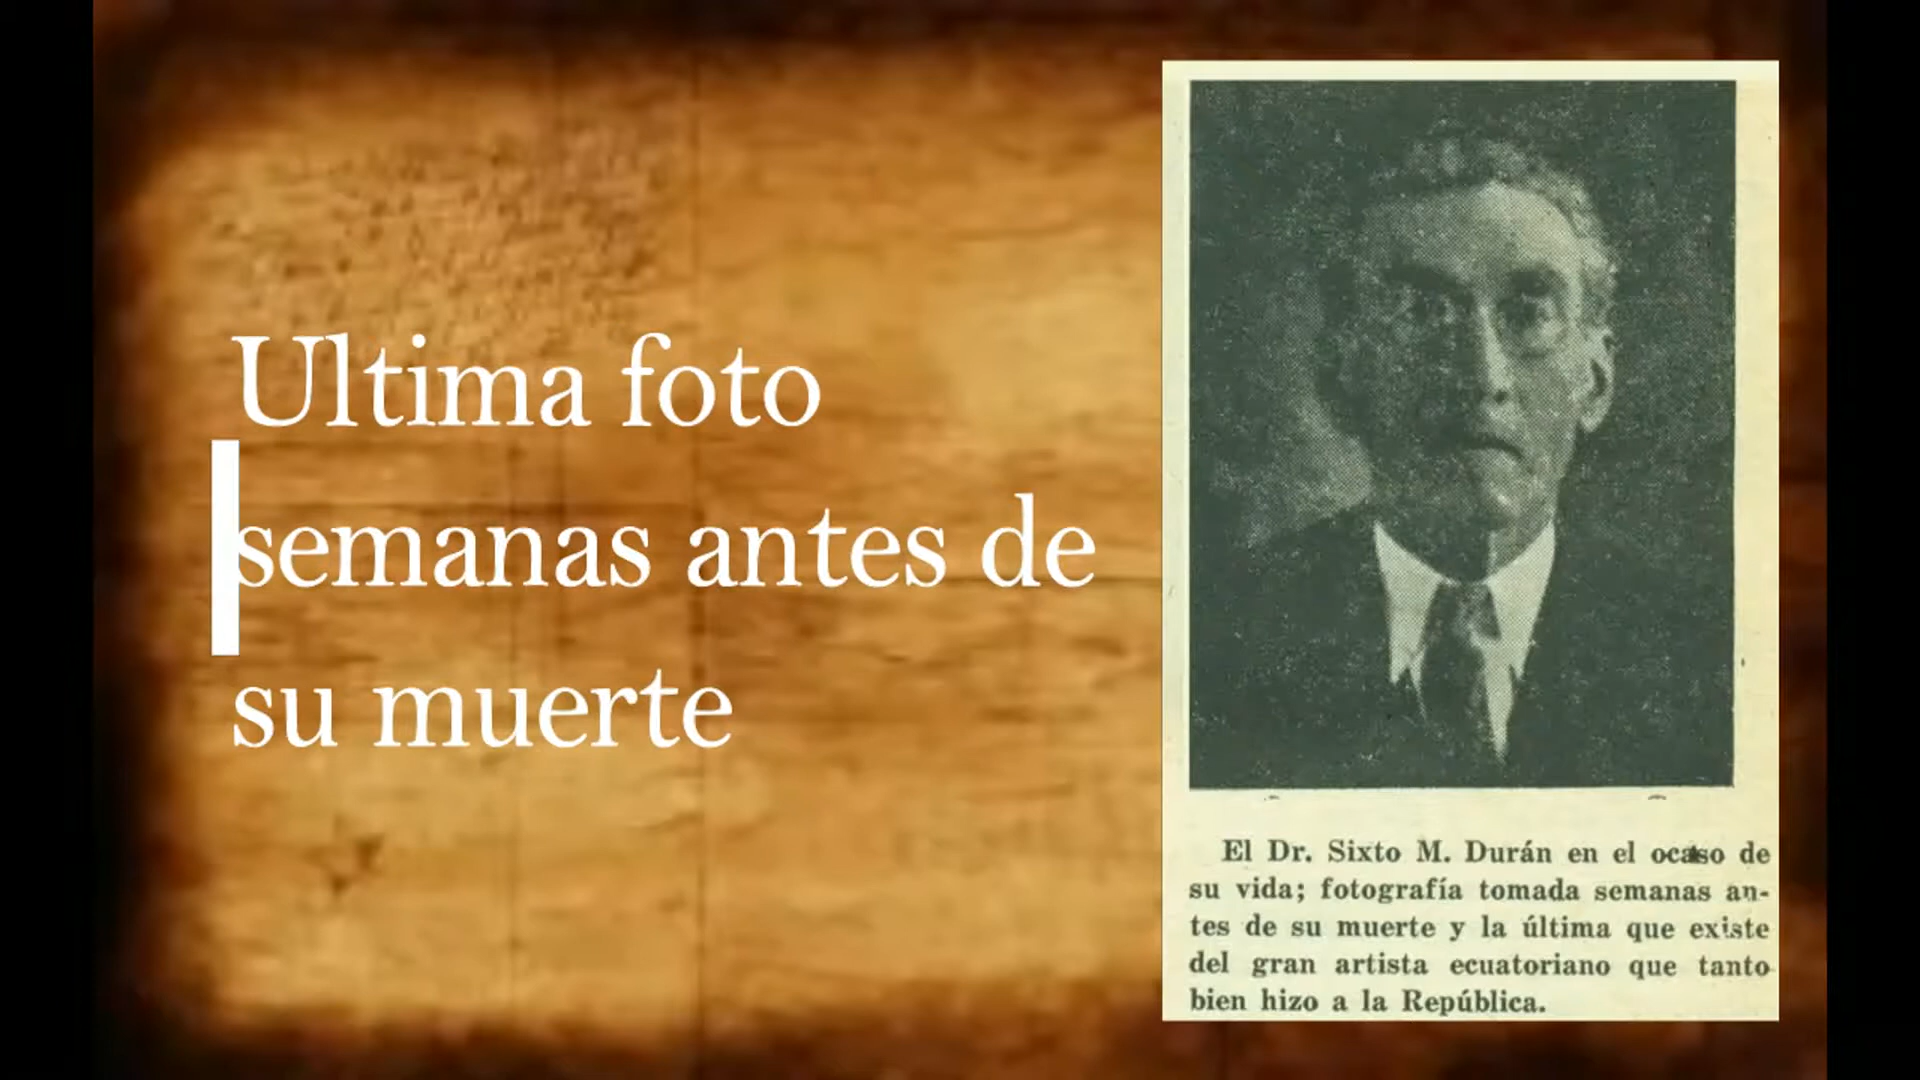 Ultima foto
semanas antes de
su muerte
El Dr. Sixto M. Durán en el ocaso de
su vida; fotografía tomada semanas an-
tes de su muerte y la última que existe
del gran artista ecuatoriano que tanto
bien hizo a la República.